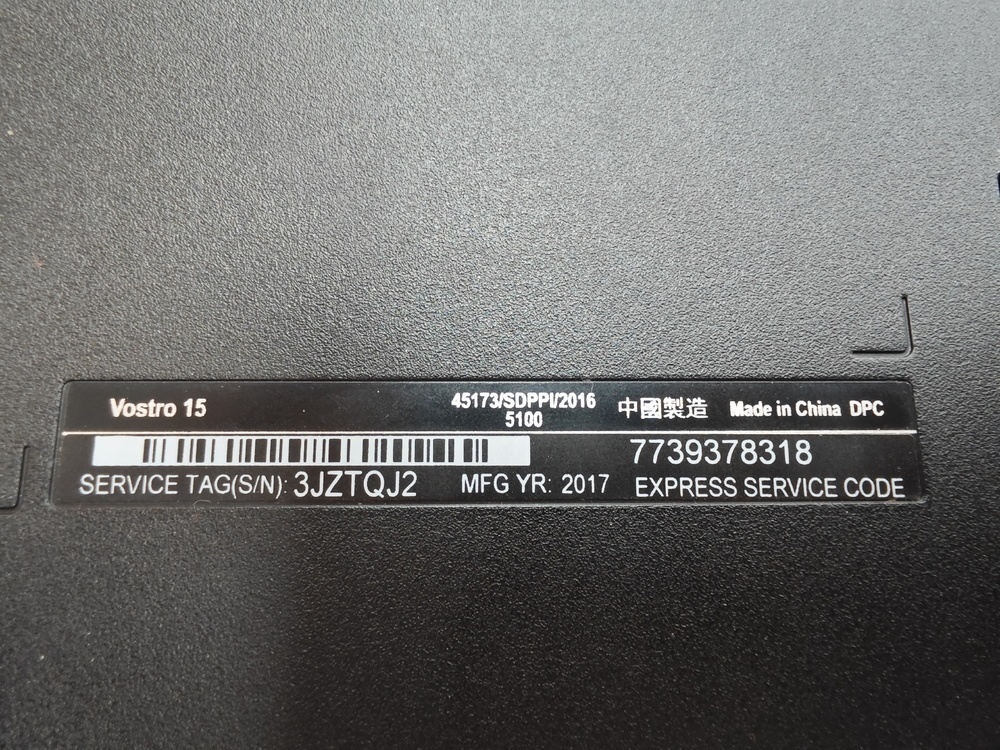 Vostro 15
45173/SDPPI/2016
5100
中國製造 Made in China DPC
7739378318
SERVICE TAG(S/N): 3JZTQJ2 MFG YR: 2017 EXPRESS SERVICE CODE